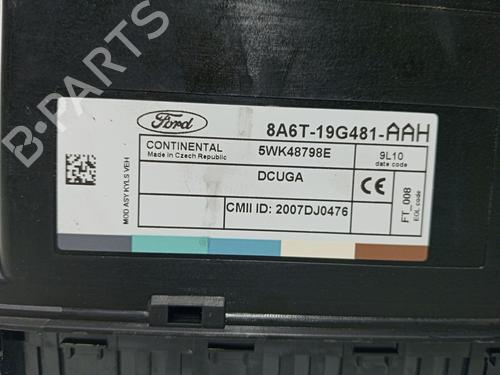 B-PARTS
Ford
8A6T-19G481-AAH
CONTINENTAL
Made in Czech Republic
5WK48798E
9L10
date code
DCUGA
CE
CMII ID: 2007DJ0476
FT_008
EOL code
MOD ASY KYLS VEH